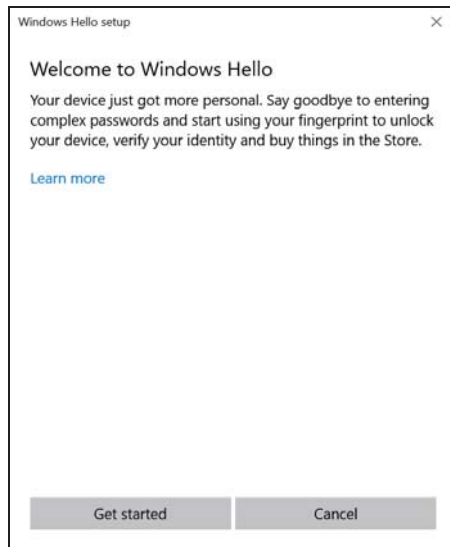 Windows Hello setup
Welcome to Windows Hello
Your device just got more personal. Say goodbye to entering
complex passwords and start using your fingerprint to unlock
your device, verify your identity and buy things in the Store.
Learn more
Get started
Cancel